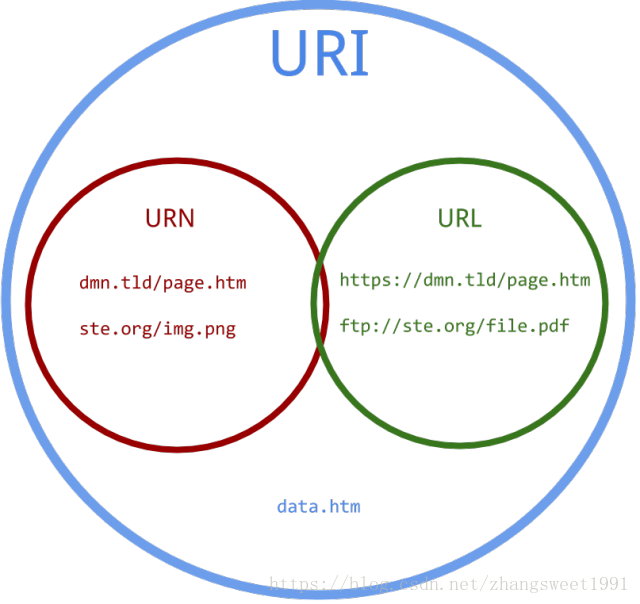 URI
URN
URL
dmn.tld/page.htm
https://dmn.tld/page.htm
ste.org/img.png
ftp://ste.org/file.pdf
data.htm
https://blog.csdn.net/zhangsweet1991